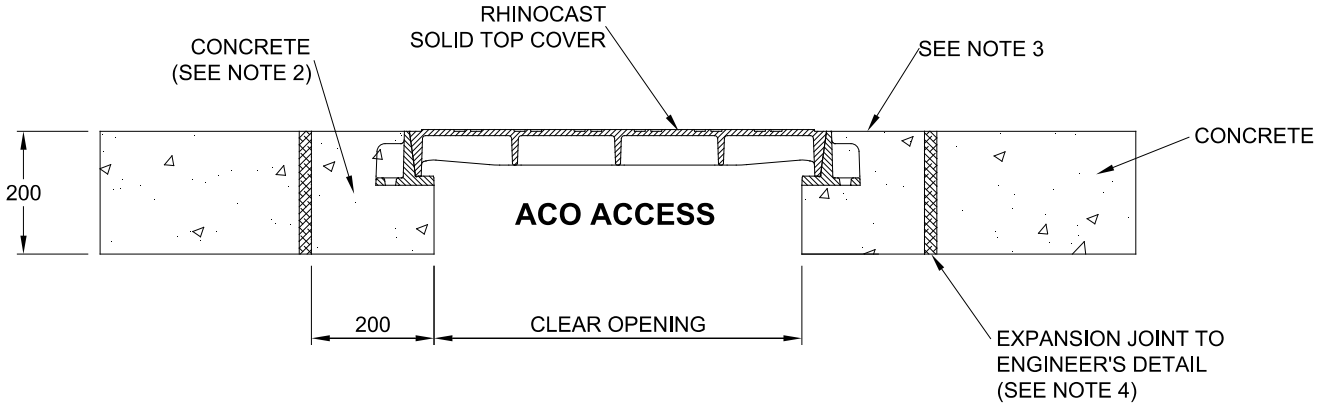 RHINOCAST
SOLID TOP COVER
CONCRETE
(SEE NOTE 2)
SEE NOTE 3
CONCRETE
200
ACO ACCESS
200
CLEAR OPENING
EXPANSION JOINT TO
ENGINEER'S DETAIL
(SEE NOTE 4)